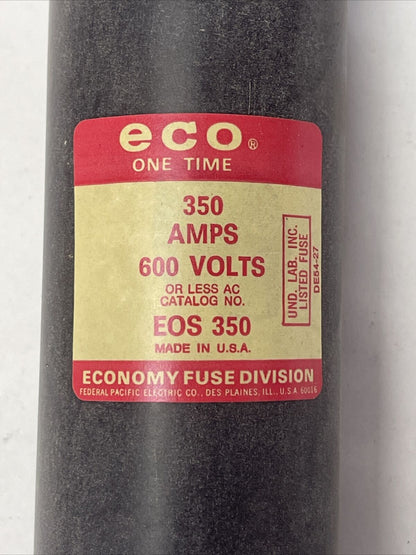 eco®
ONE TIME
350
AMPS
600 VOLTS
OR LESS AC
CATALOG NO.
EOS 350
MADE IN U.S.A.
UND. LAB. INC.
LISTED FUSE
DE54-27
ECONOMY FUSE DIVISION
FEDERAL PACIFIC ELECTRIC CO., DES PLAINES, ILL., U.S.A. 60016